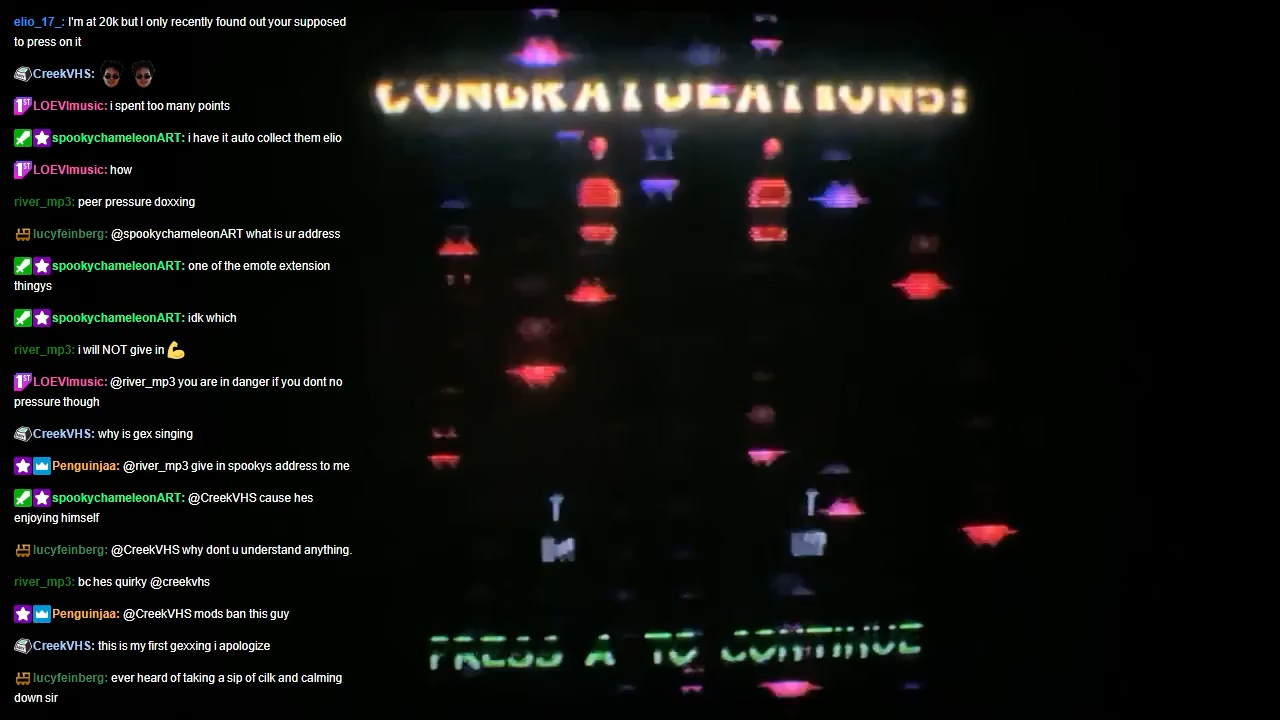 elio_17_: I'm at 20k but I only recently found out your supposed
to press on it
CreekVHS:
LOEVImusic: i spent too many points
spookychameleonART: i have it auto collect them elio
LOEVImusic: how
river_mp3: peer pressure doxxing
lucyfeinberg: @spookychameleonART what is ur address
spookychameleonART: one of the emote extension
thingys
spookychameleonART: idk which
river_mp3: i will NOT give in 💪
LOEVImusic: @river_mp3 you are in danger if you dont no
pressure though
CreekVHS: why is gex singing
Penguinjaa: @river_mp3 give in spookys address to me
spookychameleonART: @CreekVHS cause hes
enjoying himself
lucyfeinberg: @CreekVHS why dont u understand anything.
river_mp3: bc hes quirky @creekvhs
Penguinjaa: @CreekVHS mods ban this guy
CreekVHS: this is my first gexxing i apologize
lucyfeinberg: ever heard of taking a sip of cilk and calming
down sir
CONGRATULATIONS!
PRESS A TO CONTINUE